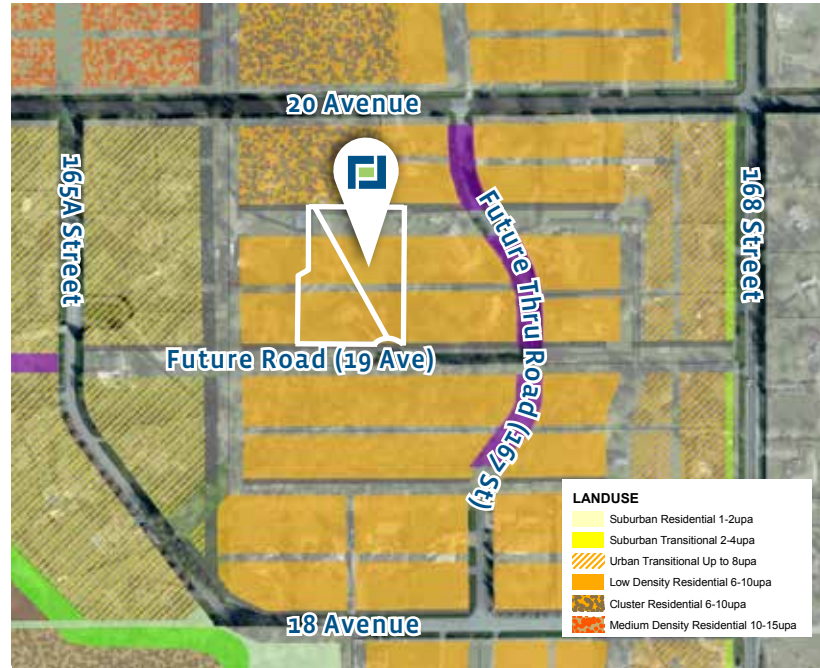 20 Avenue
165A Street
168 Street
Future Thru Road (167 St)
Future Road (19 Ave)
18 Avenue
LANDUSE
Suburban Residential 1-2upa
Suburban Transitional 2-4upa
Urban Transitional Up to 8upa
Low Density Residential 6-10upa
Cluster Residential 6-10upa
Medium Density Residential 10-15upa